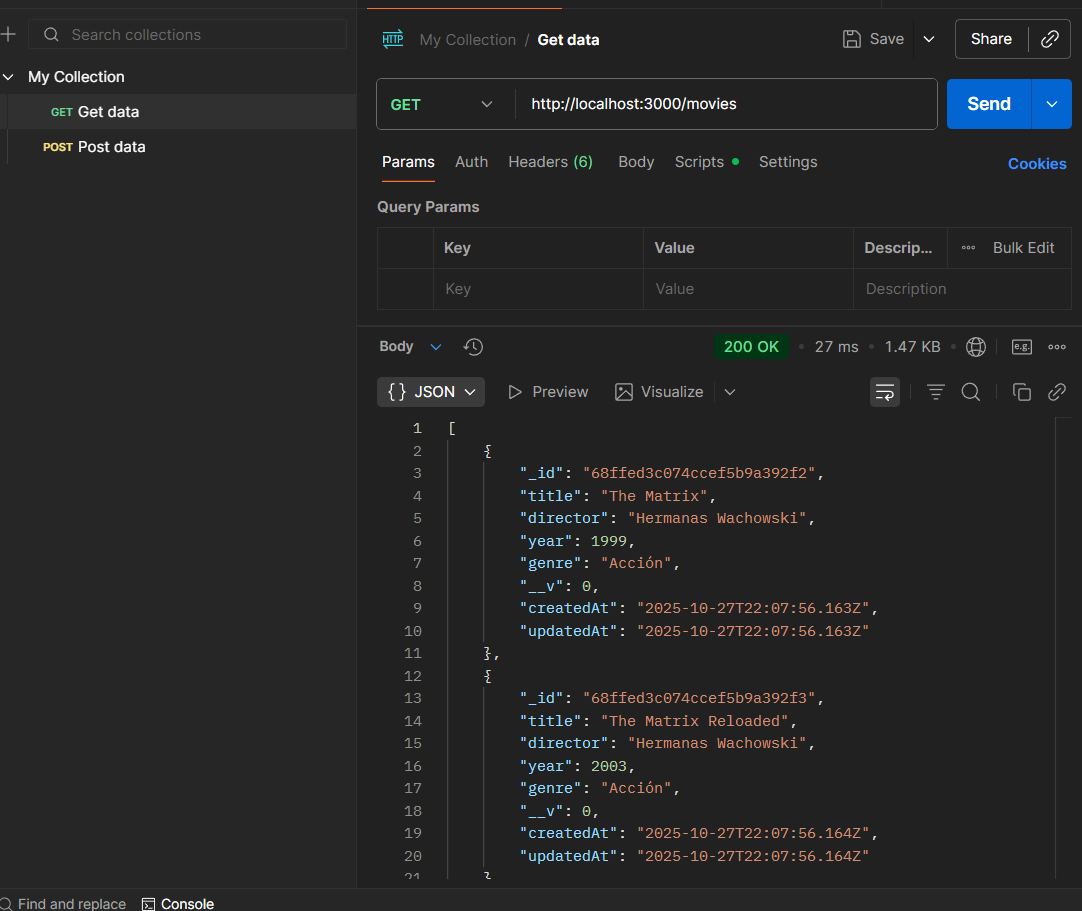 Search collections
HTTP My Collection / Get data Save Share
My Collection
GET Get data
POST Post data
GET http://localhost:3000/movies Send
Params Auth Headers (6) Body Scripts Settings Cookies
Query Params
Key Value Descrip... Bulk Edit
Key Value Description
Body 200 OK 27 ms 1.47 KB e.g.
{} JSON Preview Visualize
1 [
2 {
3 "_id": "68ffed3c074ccef5b9a392f2",
4 "title": "The Matrix",
5 "director": "Hermanas Wachowski",
6 "year": 1999,
7 "genre": "Acción",
8 "__v": 0,
9 "createdAt": "2025-10-27T22:07:56.163Z",
10 "updatedAt": "2025-10-27T22:07:56.163Z"
11 },
12 {
13 "_id": "68ffed3c074ccef5b9a392f3",
14 "title": "The Matrix Reloaded",
15 "director": "Hermanas Wachowski",
16 "year": 2003,
17 "genre": "Acción",
18 "__v": 0,
19 "createdAt": "2025-10-27T22:07:56.164Z",
20 "updatedAt": "2025-10-27T22:07:56.164Z"
21 }
Find and replace Console